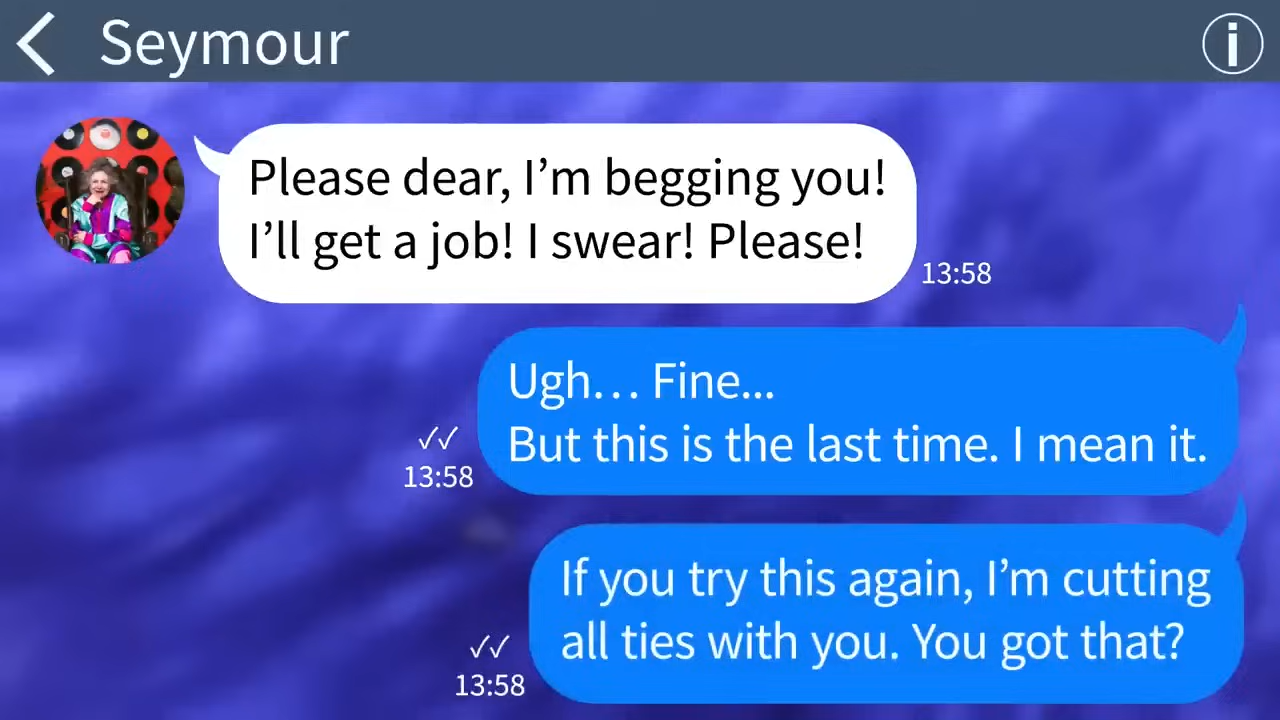 Seymour
Please dear, I’m begging you!
I’ll get a job! I swear! Please!
13:58
Ugh… Fine...
But this is the last time. I mean it.
13:58
If you try this again, I’m cutting
all ties with you. You got that?
13:58